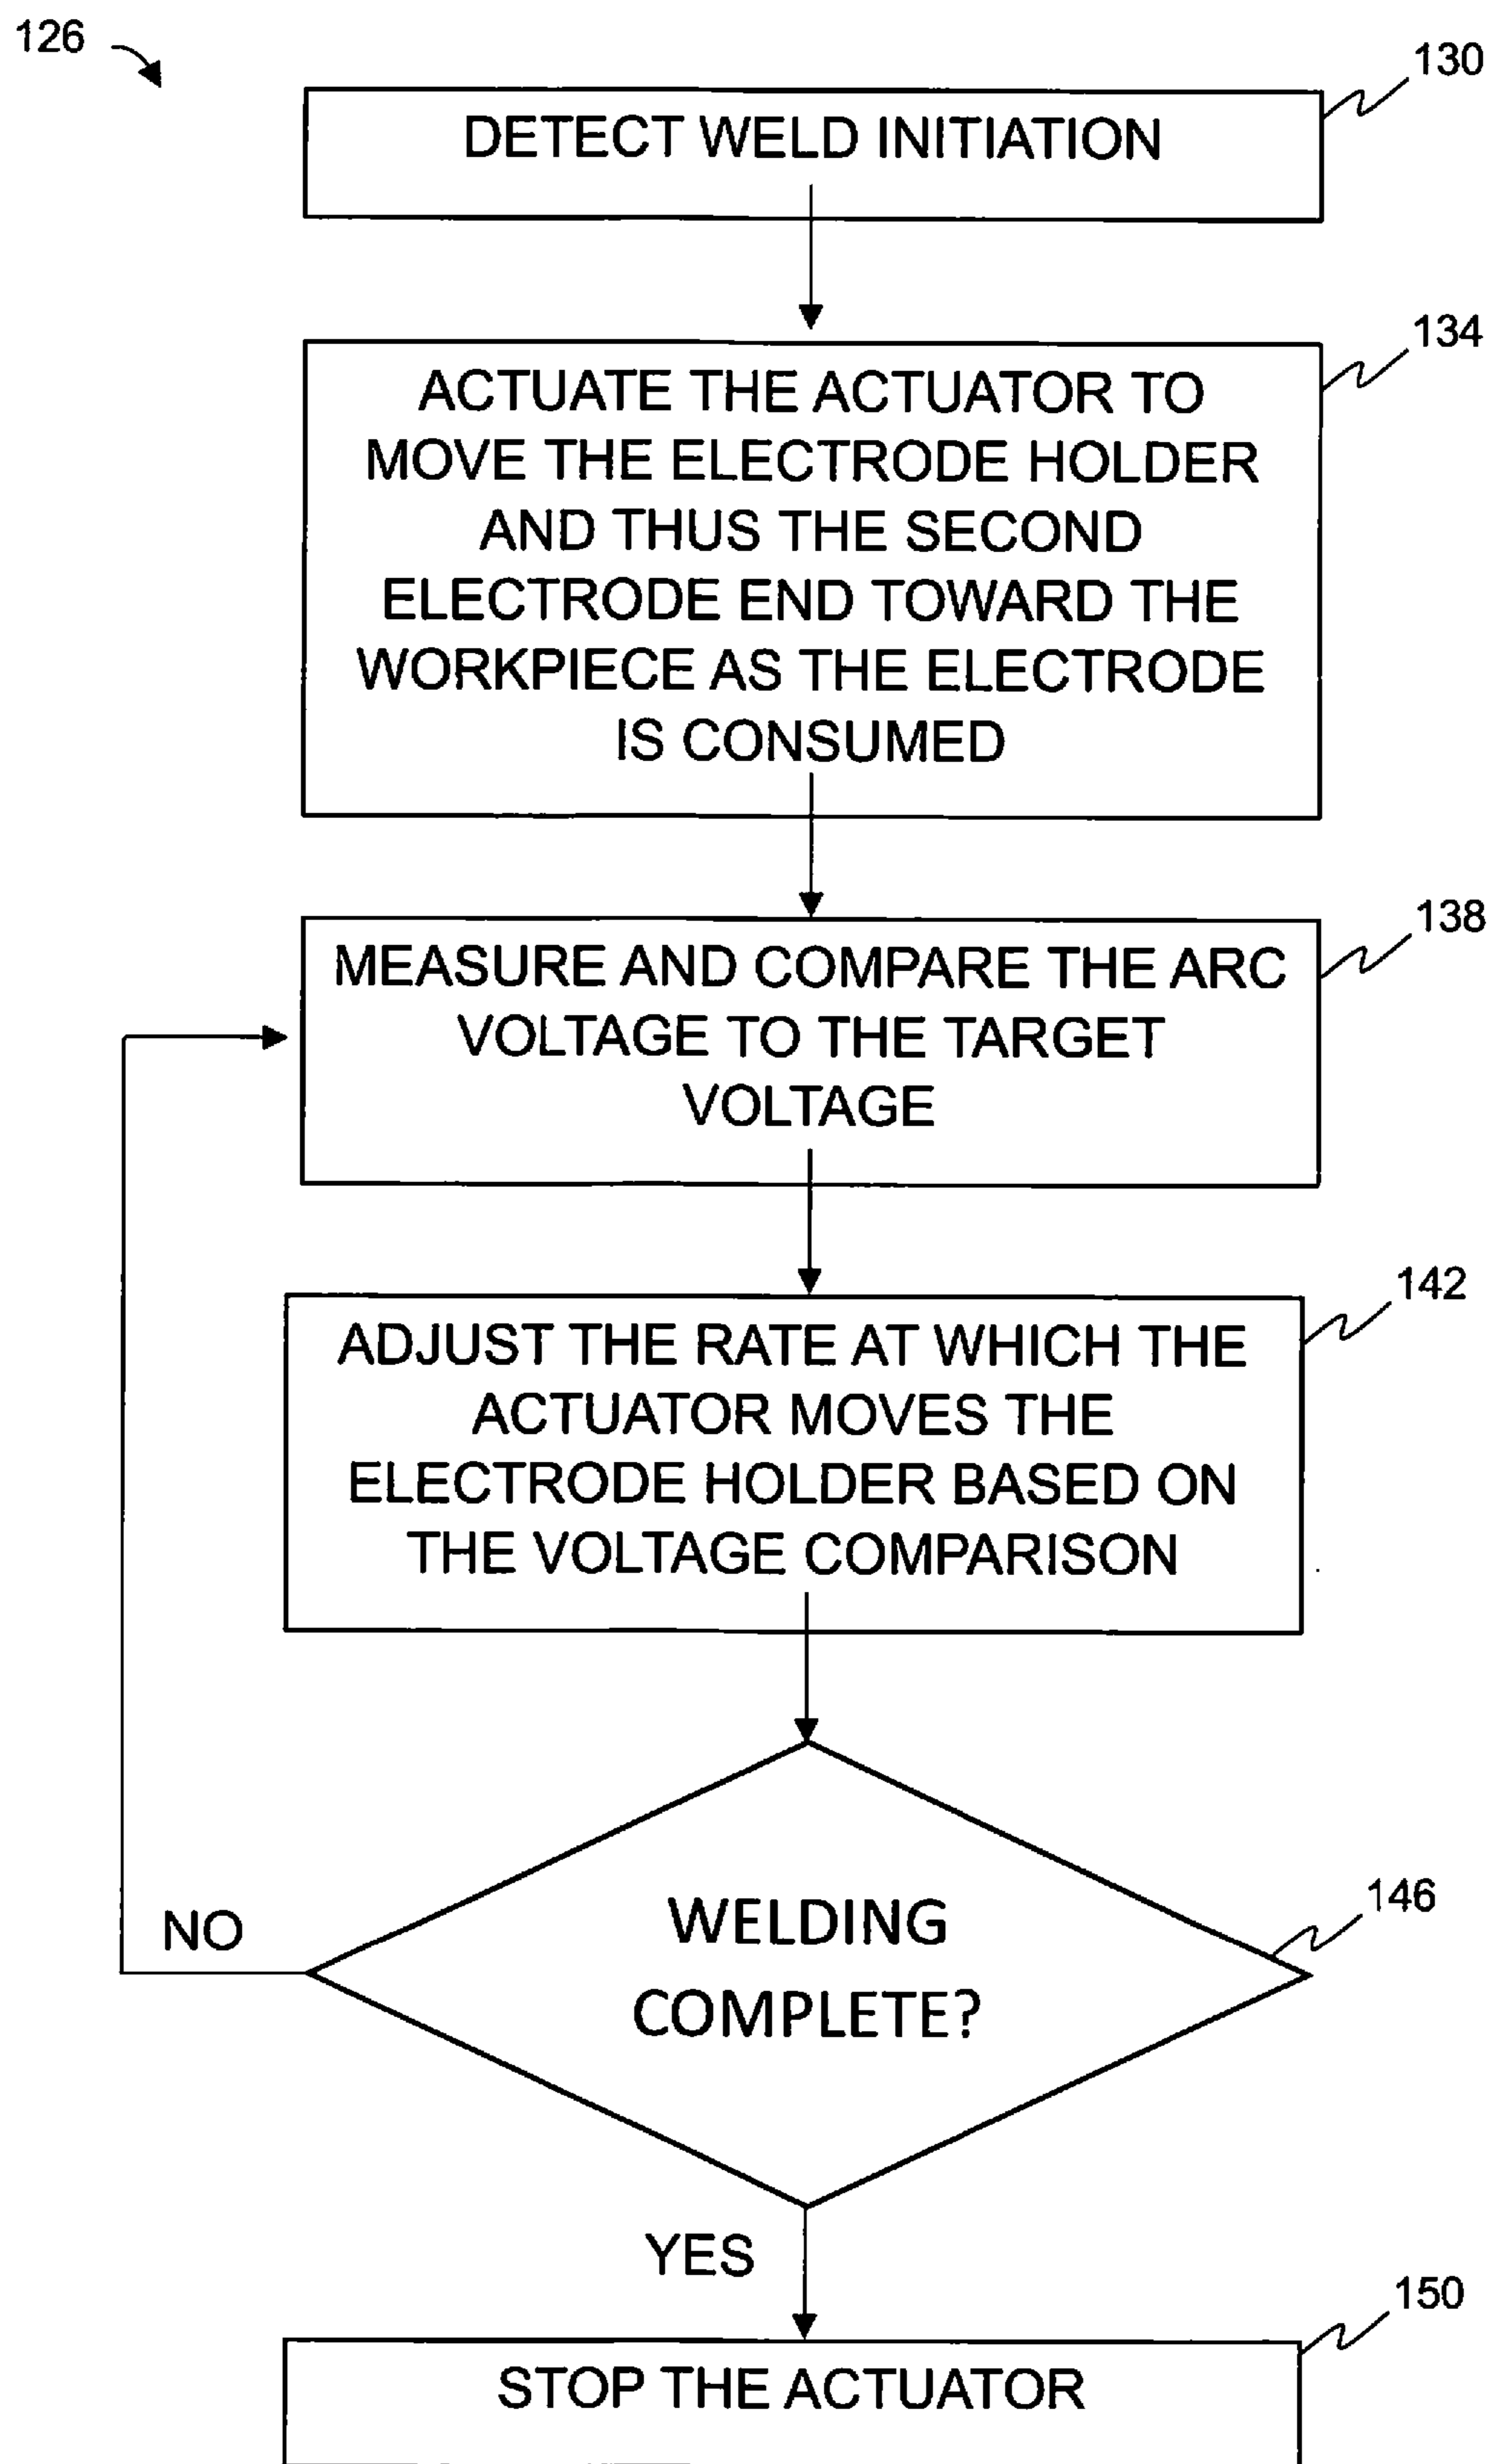 126
130
DETECT WELD INITIATION
134
ACTUATE THE ACTUATOR TO
MOVE THE ELECTRODE HOLDER
AND THUS THE SECOND
ELECTRODE END TOWARD THE
WORKPIECE AS THE ELECTRODE
IS CONSUMED
138
MEASURE AND COMPARE THE ARC
VOLTAGE TO THE TARGET
VOLTAGE
142
ADJUST THE RATE AT WHICH THE
ACTUATOR MOVES THE
ELECTRODE HOLDER BASED ON
THE VOLTAGE COMPARISON
146
WELDING
COMPLETE?
NO
YES
150
STOP THE ACTUATOR